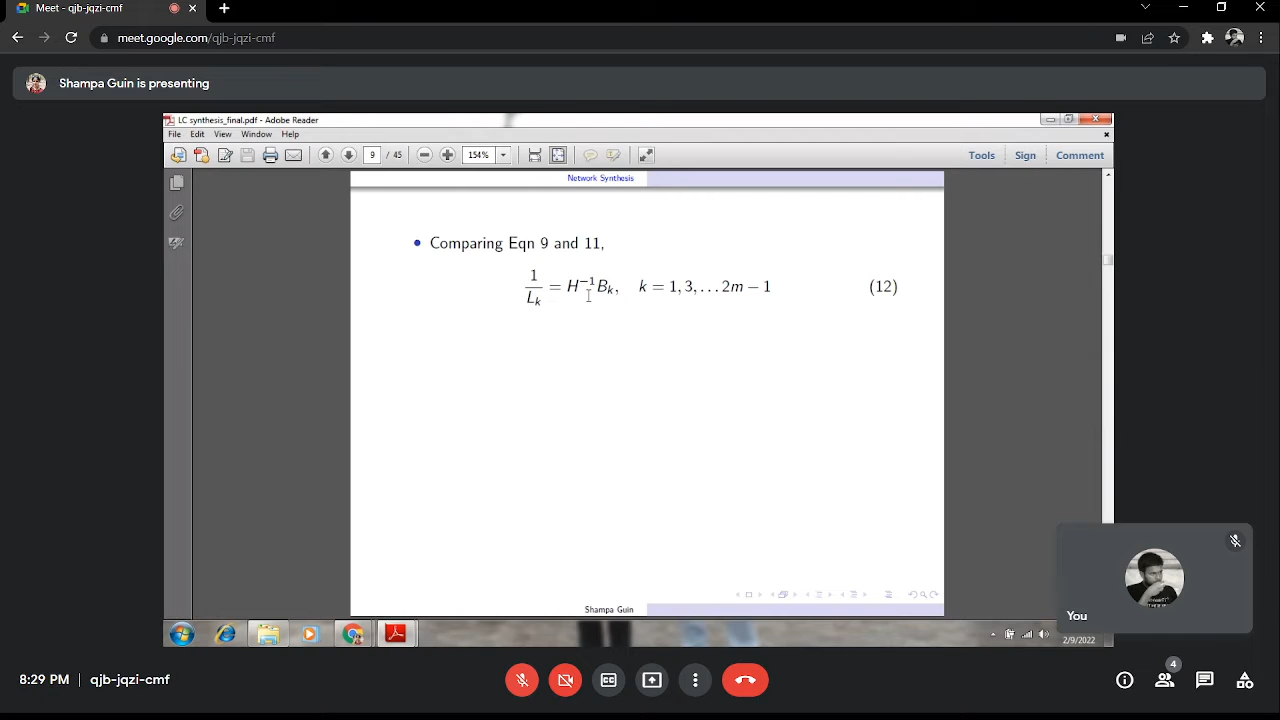 Meet - qjb-jqzi-cmf
meet.google.com/qjb-jqzi-cmf
Shampa Guin is presenting
LC synthesis_final.pdf - Adobe Reader
File Edit View Window Help
9 / 45 154% Tools Sign Comment
Network Synthesis
Comparing Eqn 9 and 11,
1/L_k = H^−1 B_k, k = 1, 3, . . . 2m − 1 (12)
Shampa Guin
You
2/9/2022
8:29 PM | qjb-jqzi-cmf
4